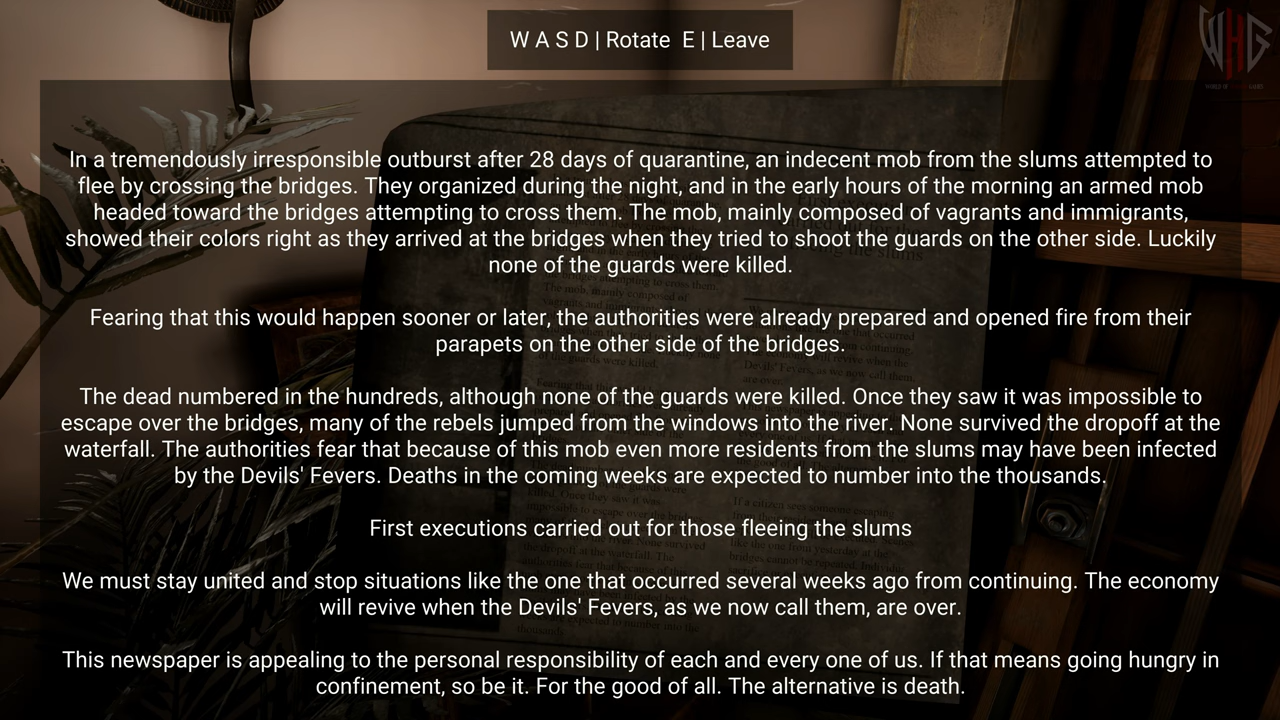 W A S D | Rotate E | Leave
WHG
In a tremendously irresponsible outburst after 28 days of quarantine, an indecent mob from the slums attempted to
flee by crossing the bridges. They organized during the night, and in the early hours of the morning an armed mob
headed toward the bridges attempting to cross them. The mob, mainly composed of vagrants and immigrants,
showed their colors right as they arrived at the bridges when they tried to shoot the guards on the other side. Luckily
none of the guards were killed.
Fearing that this would happen sooner or later, the authorities were already prepared and opened fire from their
parapets on the other side of the bridges.
The dead numbered in the hundreds, although none of the guards were killed. Once they saw it was impossible to
escape over the bridges, many of the rebels jumped from the windows into the river. None survived the dropoff at the
waterfall. The authorities fear that because of this mob even more residents from the slums may have been infected
by the Devils' Fevers. Deaths in the coming weeks are expected to number into the thousands.
First executions carried out for those fleeing the slums
We must stay united and stop situations like the one that occurred several weeks ago from continuing. The economy
will revive when the Devils' Fevers, as we now call them, are over.
This newspaper is appealing to the personal responsibility of each and every one of us. If that means going hungry in
confinement, so be it. For the good of all. The alternative is death.